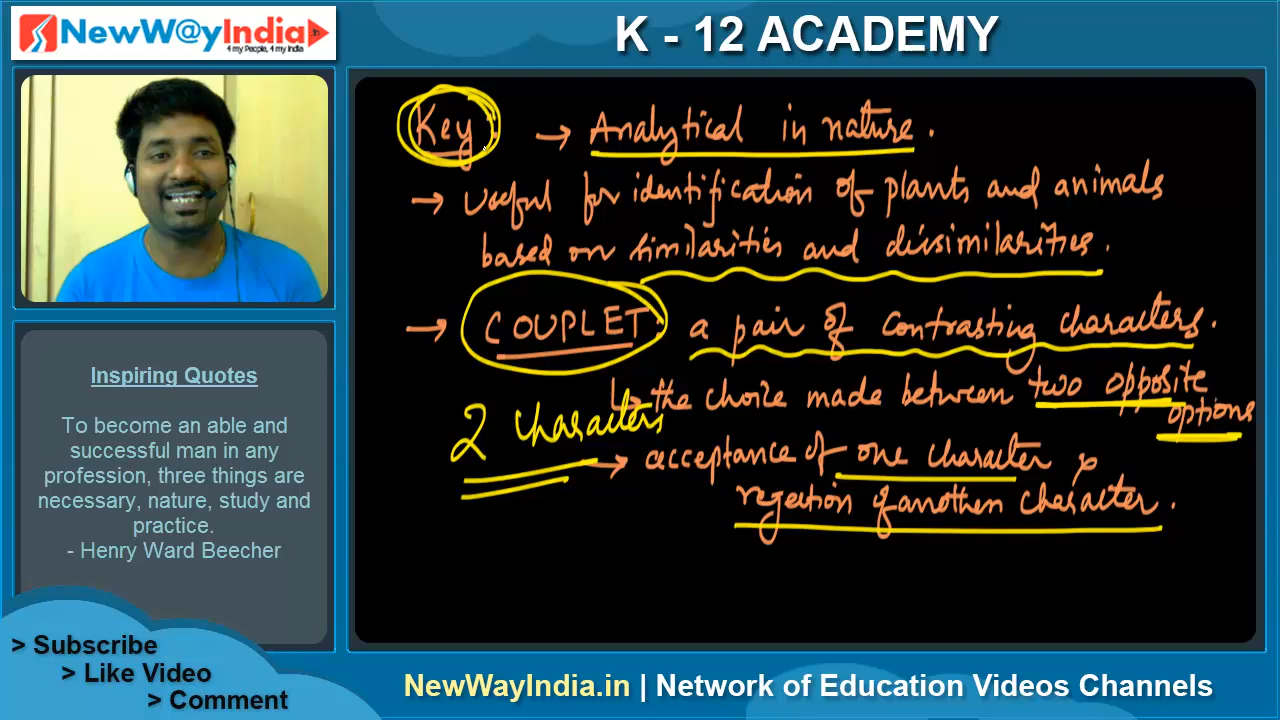 NewW@yIndia.in
4 my People, 4 my India
K - 12 ACADEMY
Key → Analytical in nature.
→ useful for identification of plants and animals
based on similarities and dissimilarities.
→ COUPLET. a pair of contrasting characters.
↳ the choice made between two opposite
options
2 characters
→ acceptance of one character &
rejection of another character.
Inspiring Quotes
To become an able and
successful man in any
profession, three things are
necessary, nature, study and
practice.
- Henry Ward Beecher
> Subscribe
> Like Video
> Comment
NewWayIndia.in | Network of Education Videos Channels